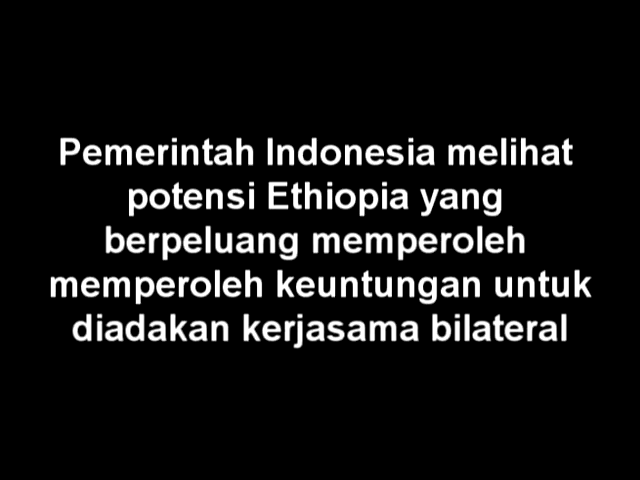 Pemerintah Indonesia melihat
potensi Ethiopia yang
berpeluang memperoleh
memperoleh keuntungan untuk
diadakan kerjasama bilateral